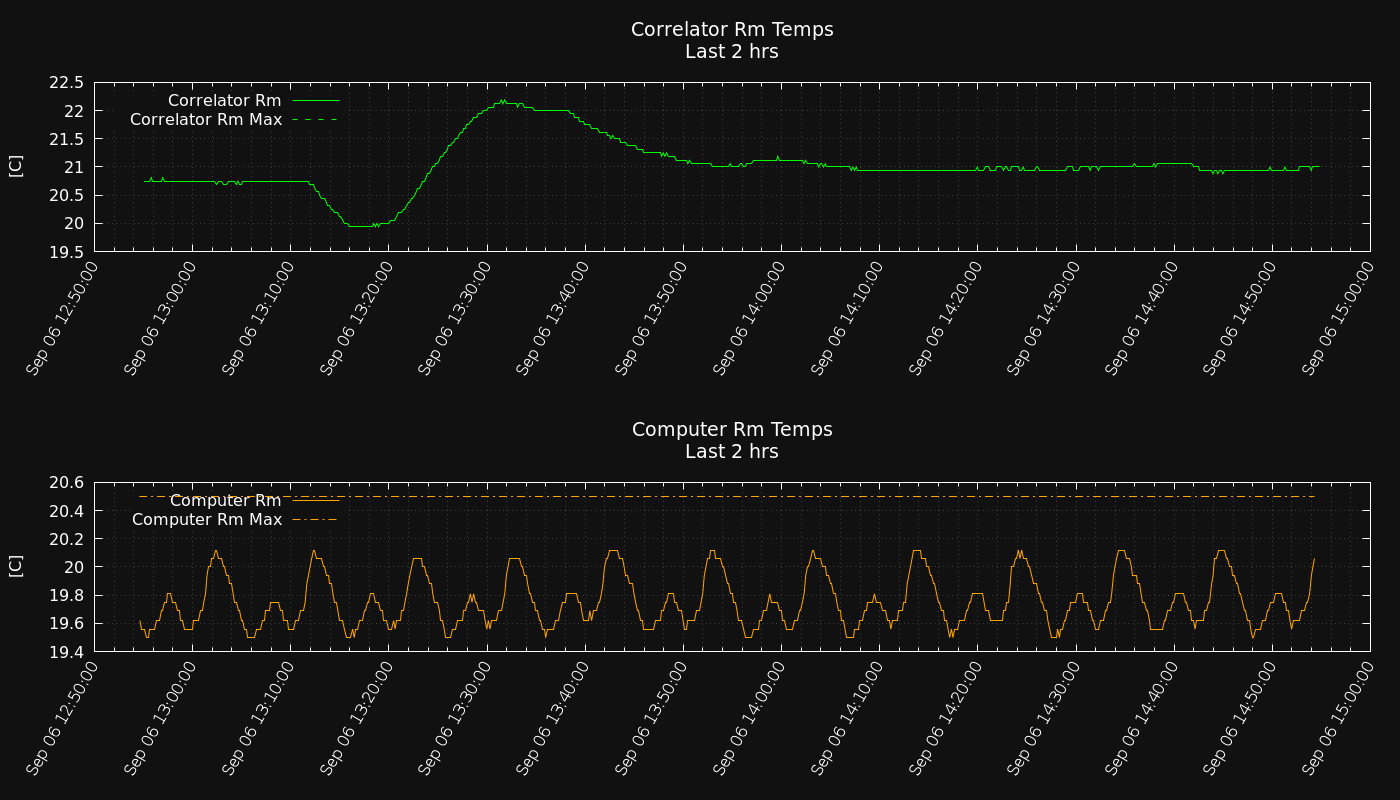 Correlator Rm Temps
Last 2 hrs
22.5
22
21.5
21
20.5
20
19.5
[C]
Correlator Rm
Correlator Rm Max
Sep 06 12:50:00
Sep 06 13:00:00
Sep 06 13:10:00
Sep 06 13:20:00
Sep 06 13:30:00
Sep 06 13:40:00
Sep 06 13:50:00
Sep 06 14:00:00
Sep 06 14:10:00
Sep 06 14:20:00
Sep 06 14:30:00
Sep 06 14:40:00
Sep 06 14:50:00
Sep 06 15:00:00
Computer Rm Temps
Last 2 hrs
20.6
20.4
20.2
20
19.8
19.6
19.4
[C]
Computer Rm
Computer Rm Max
Sep 06 12:50:00
Sep 06 13:00:00
Sep 06 13:10:00
Sep 06 13:20:00
Sep 06 13:30:00
Sep 06 13:40:00
Sep 06 13:50:00
Sep 06 14:00:00
Sep 06 14:10:00
Sep 06 14:20:00
Sep 06 14:30:00
Sep 06 14:40:00
Sep 06 14:50:00
Sep 06 15:00:00